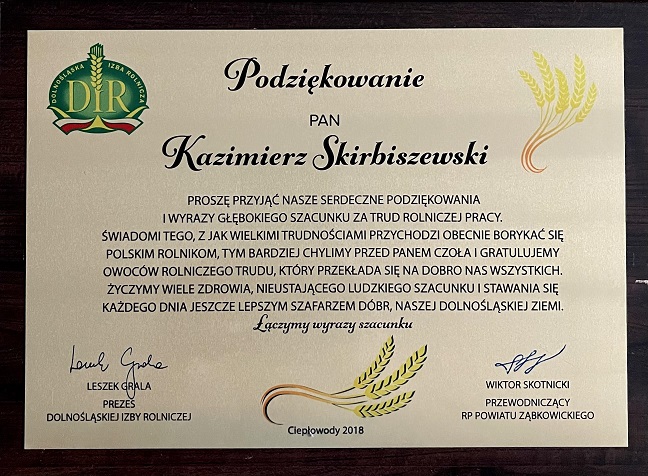 DOLNOŚLĄSKA IZBA ROLNICZA
DIR
Podziękowanie
PAN
Kazimierz Skirbiszewski
PROSZĘ PRZYJĄĆ NASZE SERDECZNE PODZIĘKOWANIA
I WYRAZY GŁĘBOKIEGO SZACUNKU ZA TRUD ROLNICZEJ PRACY.
ŚWIADOMI TEGO, Z JAK WIELKIMI TRUDNOŚCIAMI PRZYCHODZI OBECNIE BORYKAĆ SIĘ
POLSKIM ROLNIKOM, TYM BARDZIEJ CHYLIMY PRZED PANEM CZOŁA I GRATULUJEMY
OWOCÓW ROLNICZEGO TRUDU, KTÓRY PRZEKŁADA SIĘ NA DOBRO NAS WSZYSTKICH.
ŻYCZYMY WIELE ZDROWIA, NIEUSTAJĄCEGO LUDZKIEGO SZACUNKU I STAWANIA SIĘ
KAŻDEGO DNIA JESZCZE LEPSZYM SZAFARZEM DÓBR, NASZEJ DOLNOŚLĄSKIEJ ZIEMI.
Łączymy wyrazy szacunku
Leszek Grala
LESZEK GRALA
PREZES
DOLNOŚLĄSKIEJ IZBY ROLNICZEJ
WIKTOR SKOTNICKI
PRZEWODNICZĄCY
RP POWIATU ZĄBKOWICKIEGO
Ciepłowody 2018